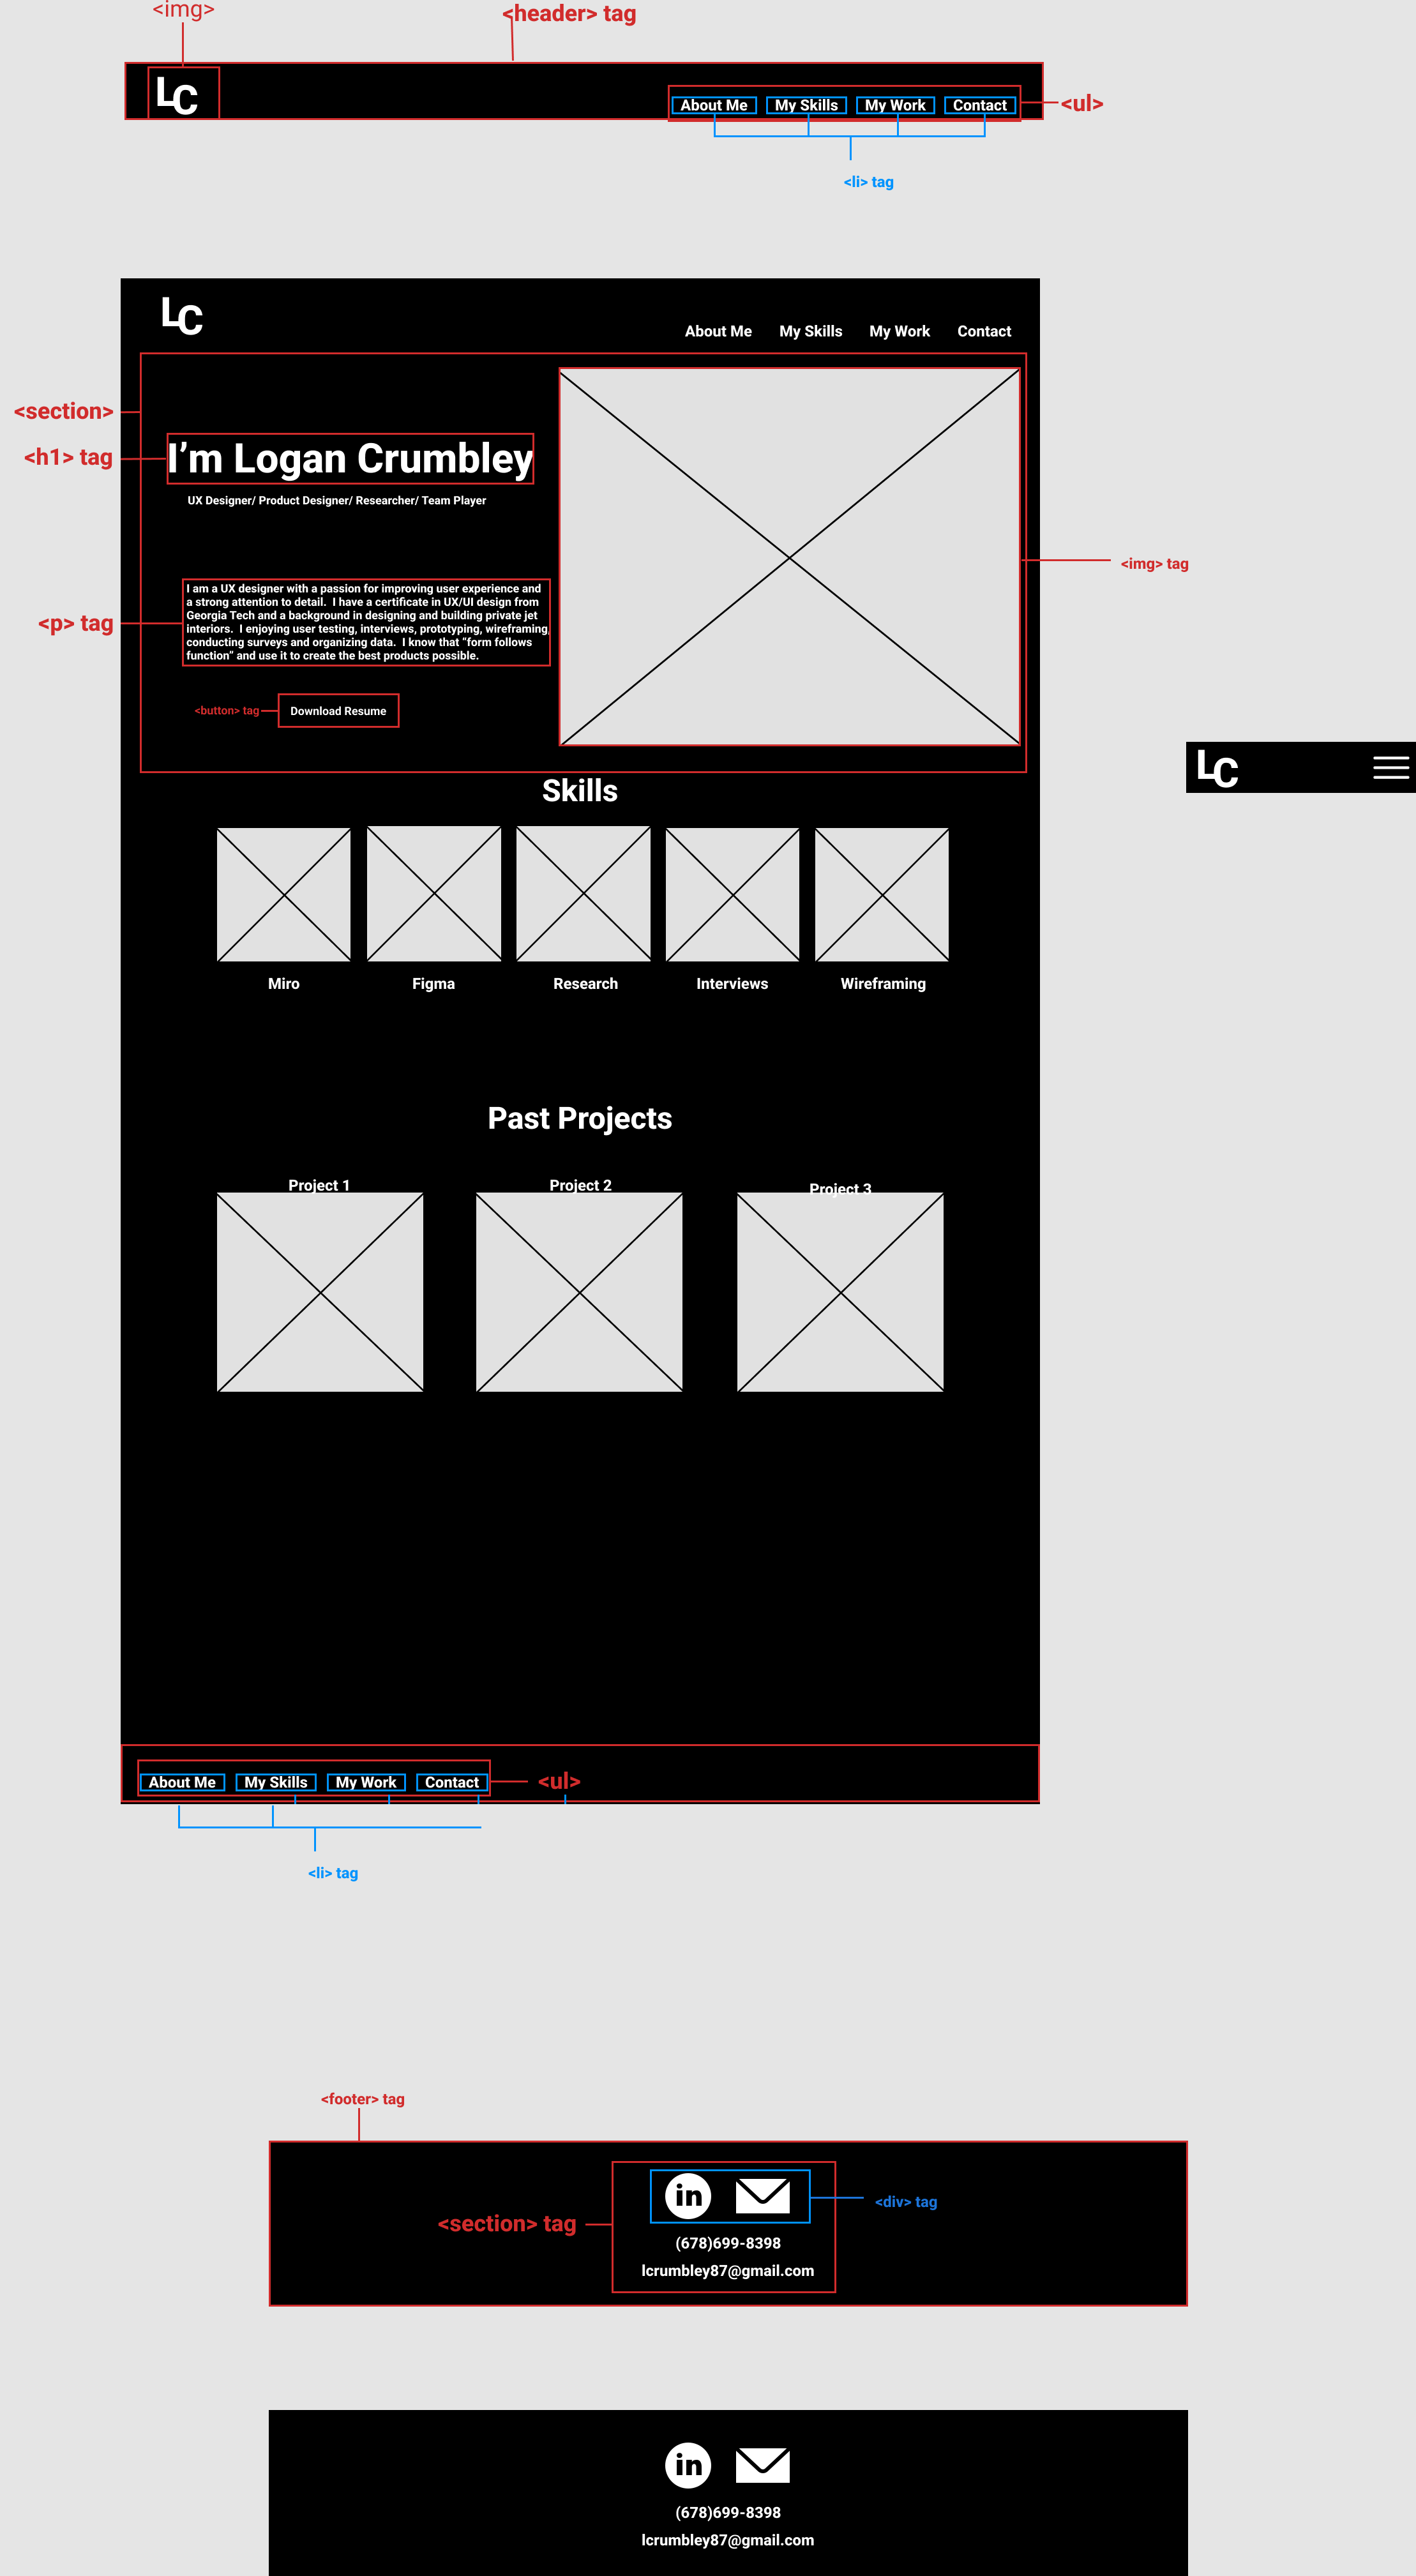 <img>
<header> tag
LC
About Me My Skills My Work Contact
<ul>
<li> tag
LC
About Me My Skills My Work Contact
<section>
<h1> tag
I’m Logan Crumbley
UX Designer/ Product Designer/ Researcher/ Team Player
<img> tag
<p> tag
I am a UX designer with a passion for improving user experience and
a strong attention to detail. I have a certificate in UX/UI design from
Georgia Tech and a background in designing and building private jet
interiors. I enjoying user testing, interviews, prototyping, wireframing,
conducting surveys and organizing data. I know that “form follows
function” and use it to create the best products possible.
<button> tag
Download Resume
LC
Skills
Miro Figma Research Interviews Wireframing
Past Projects
Project 1 Project 2 Project 3
About Me My Skills My Work Contact
<ul>
<li> tag
<footer> tag
in
<div> tag
<section> tag
(678)699-8398
lcrumbley87@gmail.com
in
(678)699-8398
lcrumbley87@gmail.com